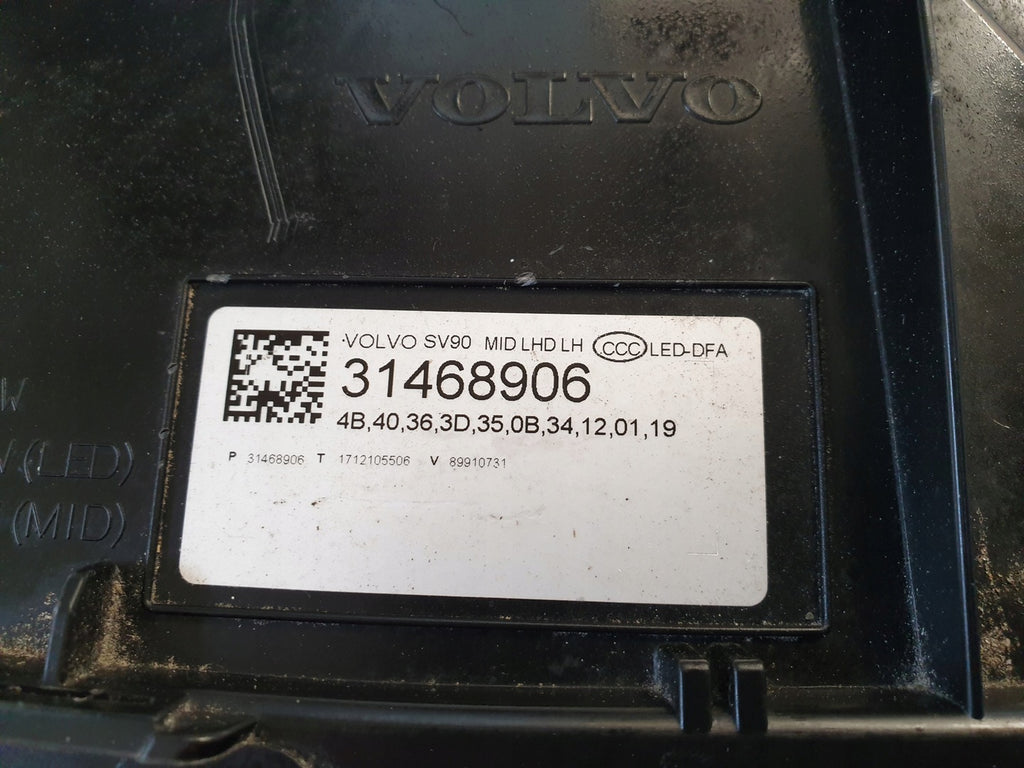 VOLVO
·VOLVO SV90 MID LHD LH CCC LED-DFA
31468906
4B,40,36,3D,35,0B,34,12,01,19
P 31468906 T 1712105506 V 89910731
W
(LED)
(MID)